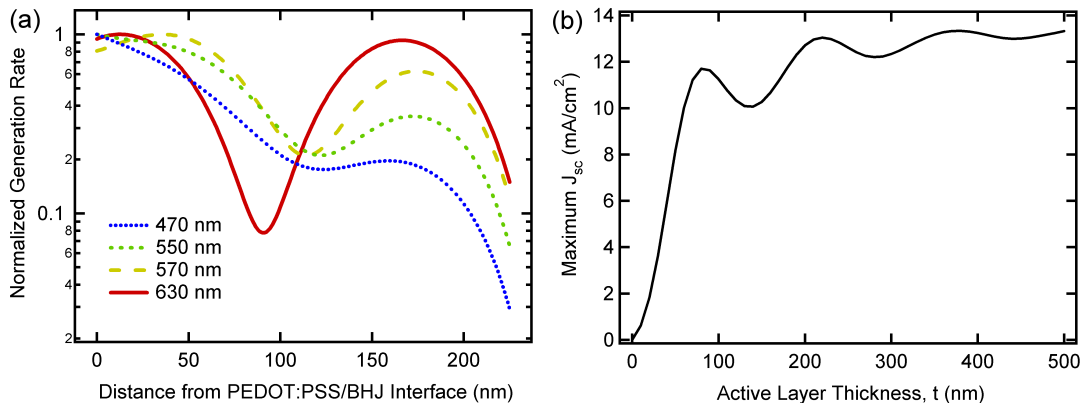 (a)
Normalized Generation Rate
1
8
6
4
2
0.1
8
6
4
2
470 nm
550 nm
570 nm
630 nm
0 50 100 150 200
Distance from PEDOT:PSS/BHJ Interface (nm)
(b)
Maximum Jsc (mA/cm2)
14
12
10
8
6
4
2
0
0 100 200 300 400 500
Active Layer Thickness, t (nm)